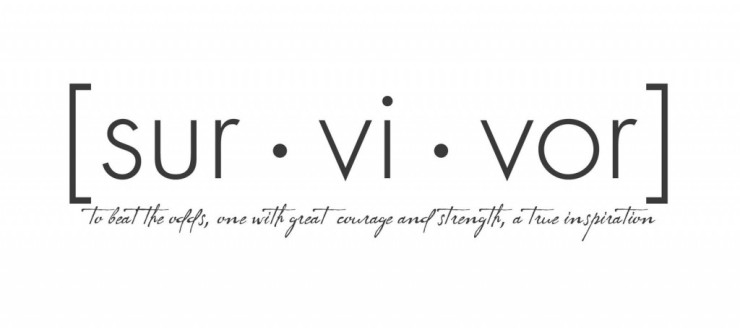 [sur • vi • vor]
to beat the odds, one with great courage and strength, a true inspiration